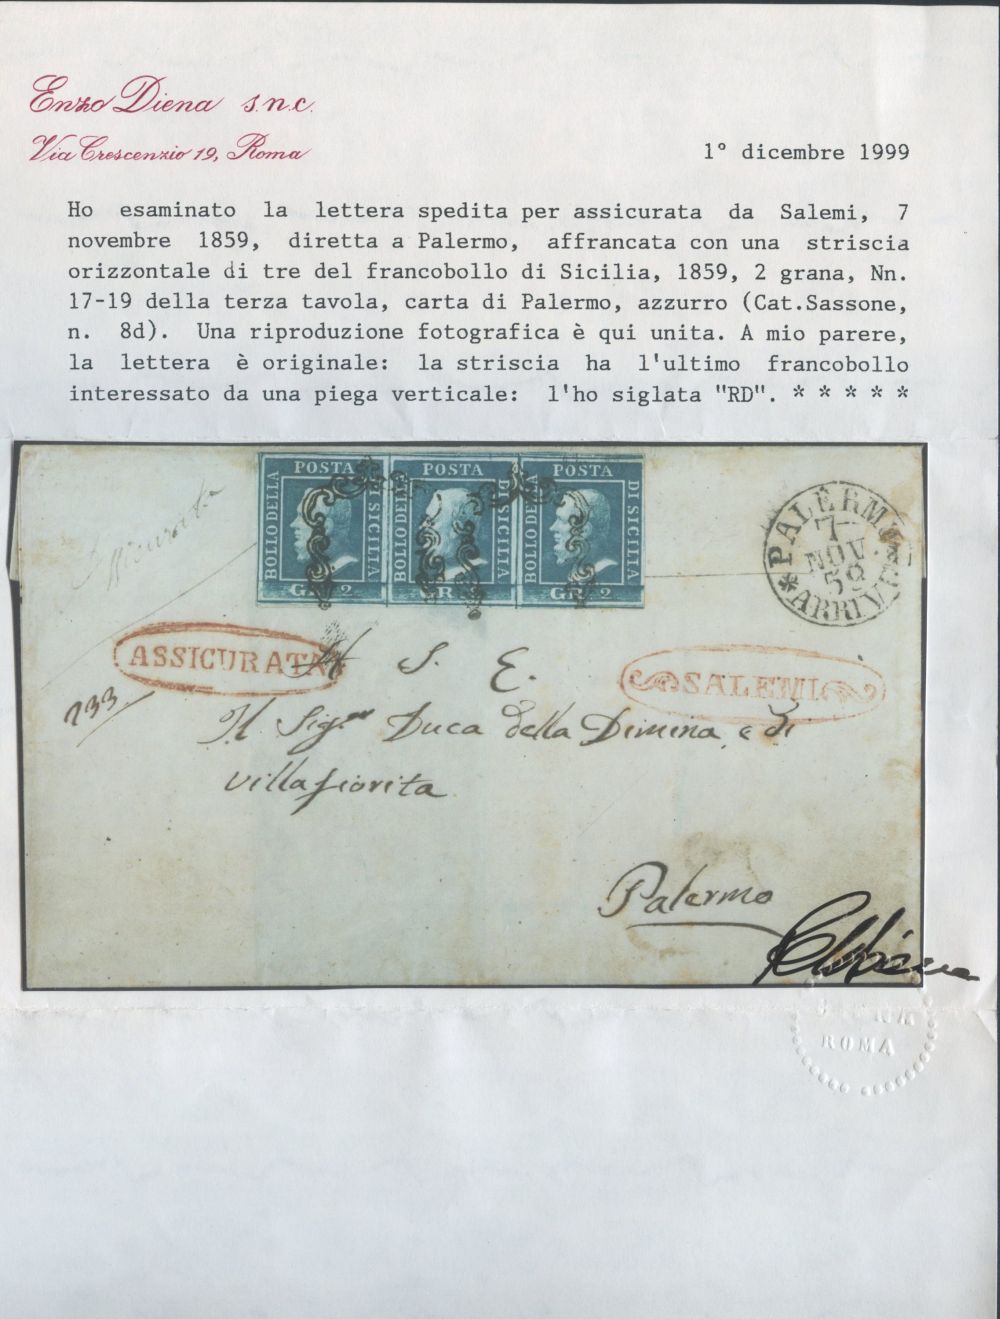 Enzo Diena s.n.c.
Via Crescenzio 19, Roma
1° dicembre 1999
Ho esaminato la lettera spedita per assicurata da Salemi, 7
novembre 1859, diretta a Palermo, affrancata con una striscia
orizzontale di tre del francobollo di Sicilia, 1859, 2 grana, Nn.
17-19 della terza tavola, carta di Palermo, azzurro (Cat.Sassone,
n. 8d). Una riproduzione fotografica è qui unita. A mio parere,
la lettera è originale: la striscia ha l'ultimo francobollo
interessato da una piega verticale: l'ho siglata "RD". * * * * *
BOLLO DELLA POSTA DI SICILIA
GR. 2
BOLLO DELLA POSTA DI SICILIA
GR
BOLLO DELLA POSTA DI SICILIA
GR. 2
Assicurata
PALERMO
7
NOV.
59
* ARRIVO
ASSICURATA
SALEMI
S. E.
233
Il Sigr Duca della Dimina e di
villafiorita
Palermo
ROMA